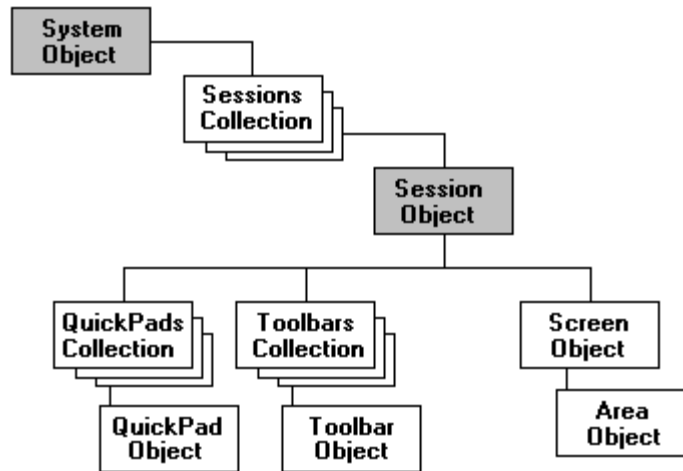 System
Object
Sessions
Collection
Session
Object
QuickPads
Collection
Toolbars
Collection
Screen
Object
QuickPad
Object
Toolbar
Object
Area
Object